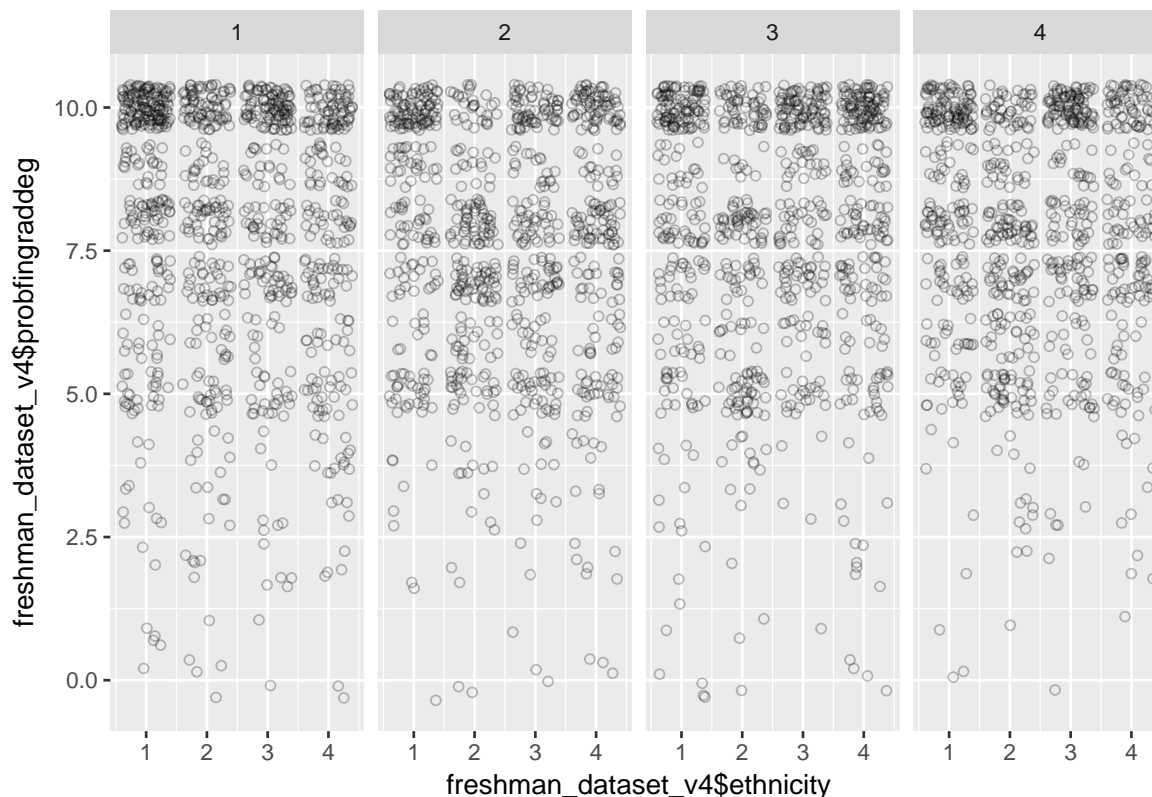 1 2 3 4
10.0
7.5
5.0
2.5
0.0
freshman_dataset_v4$probfingraddeg
1 2 3 4 1 2 3 4 1 2 3 4 1 2 3 4
freshman_dataset_v4$ethnicity